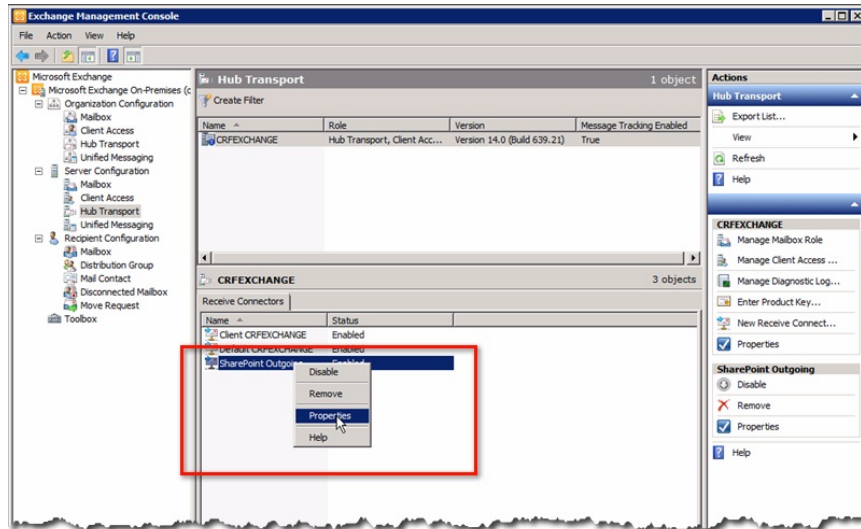 Exchange Management Console
File Action View Help
Microsoft Exchange
Microsoft Exchange On-Premises (c
Organization Configuration
Mailbox
Client Access
Hub Transport
Unified Messaging
Server Configuration
Mailbox
Client Access
Hub Transport
Unified Messaging
Recipient Configuration
Mailbox
Distribution Group
Mail Contact
Disconnected Mailbox
Move Request
Toolbox
Hub Transport 1 object
Create Filter
Name Role Version Message Tracking Enabled
CRFEXCHANGE Hub Transport, Client Acc... Version 14.0 (Build 639.21) True
CRFEXCHANGE 3 objects
Receive Connectors
Name Status
Client CRFEXCHANGE Enabled
Default CRFEXCHANGE Enabled
SharePoint Outgoing Enabled
Disable
Remove
Properties
Help
Actions
Hub Transport
Export List...
View
Refresh
Help
CRFEXCHANGE
Manage Mailbox Role
Manage Client Access ...
Manage Diagnostic Log...
Enter Product Key...
New Receive Connect...
Properties
SharePoint Outgoing
Disable
Remove
Properties
Help